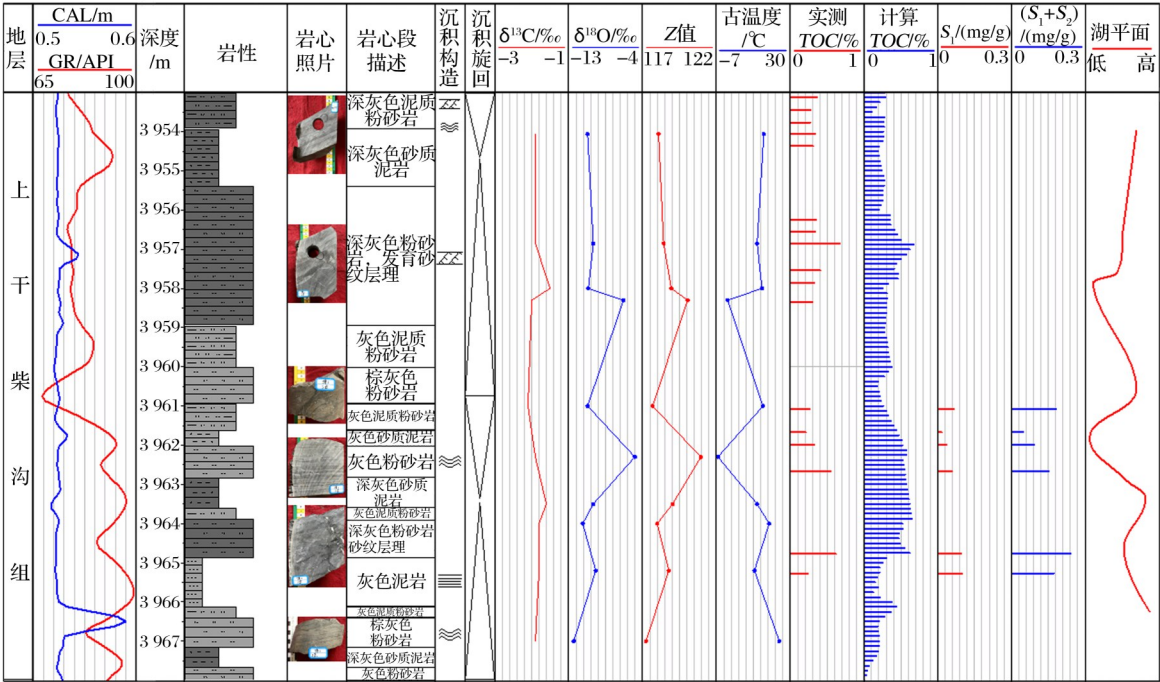 地层
CAL/m
0.5 0.6
GR/API
65 100
深度
/m
岩性
岩心
照片
岩心段
描述
沉积构造
沉积旋回
δ¹³C/‰
−3 −1
δ¹⁸O/‰
−13 −4
Z值
117 122
古温度
/℃
−7 30
实测
TOC/%
0 1
计算
TOC/%
0 1
S₁/(mg/g)
0 0.3
(S₁+S₂)
/(mg/g)
0 0.3
湖平面
低 高
上
干
柴
沟
组
3 954
3 955
3 956
3 957
3 958
3 959
3 960
3 961
3 962
3 963
3 964
3 965
3 966
3 967
深灰色泥质
粉砂岩
深灰色砂质
泥岩
深灰色粉砂
岩，发育砂
纹层理
灰色泥质
粉砂岩
棕灰色
粉砂岩
灰色泥质粉砂岩
灰色砂质泥岩
灰色粉砂岩
深灰色砂质
泥岩
灰色泥质粉砂岩
深灰色粉砂岩
砂纹层理
灰色泥岩
灰色泥质粉砂岩
棕灰色
粉砂岩
深灰色砂质泥岩
灰色粉砂岩